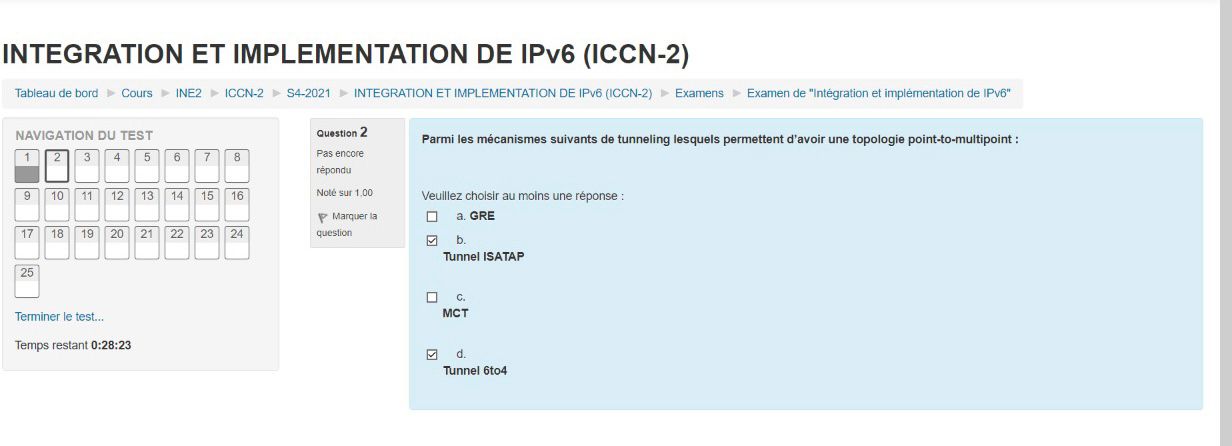 INTEGRATION ET IMPLEMENTATION DE IPv6 (ICCN-2)
Tableau de bord Cours INE2 ICCN-2 S4-2021 INTEGRATION ET IMPLEMENTATION DE IPv6 (ICCN-2) Examens Examen de "Intégration et implémentation de IPv6"
NAVIGATION DU TEST
1 2 3 4 5 6 7 8
9 10 11 12 13 14 15 16
17 18 19 20 21 22 23 24
25
Terminer le test...
Temps restant 0:28:23
Question 2
Pas encore
répondu
Noté sur 1,00
Marquer la
question
Parmi les mécanismes suivants de tunneling lesquels permettent d'avoir une topologie point-to-multipoint :
Veuillez choisir au moins une réponse :
a. GRE
b.
Tunnel ISATAP
c.
MCT
d.
Tunnel 6to4